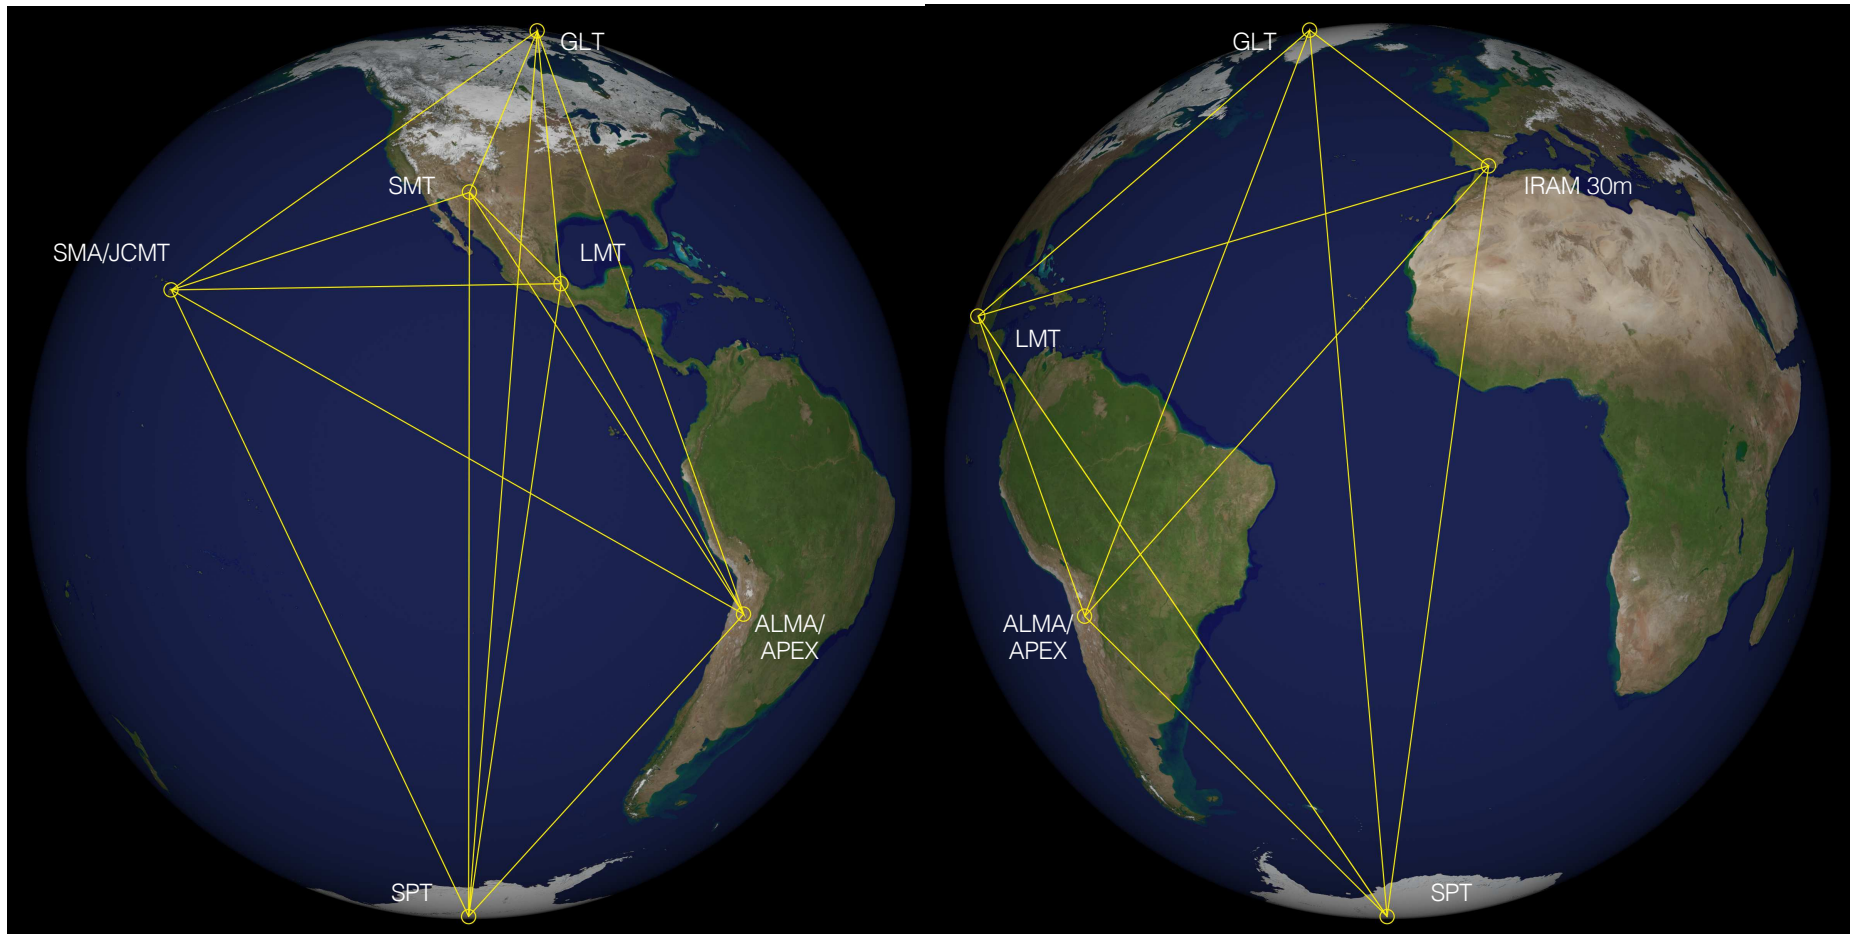 GLT
SMT
SMA/JCMT
LMT
ALMA/
APEX
SPT
GLT
IRAM 30m
LMT
ALMA/
APEX
SPT